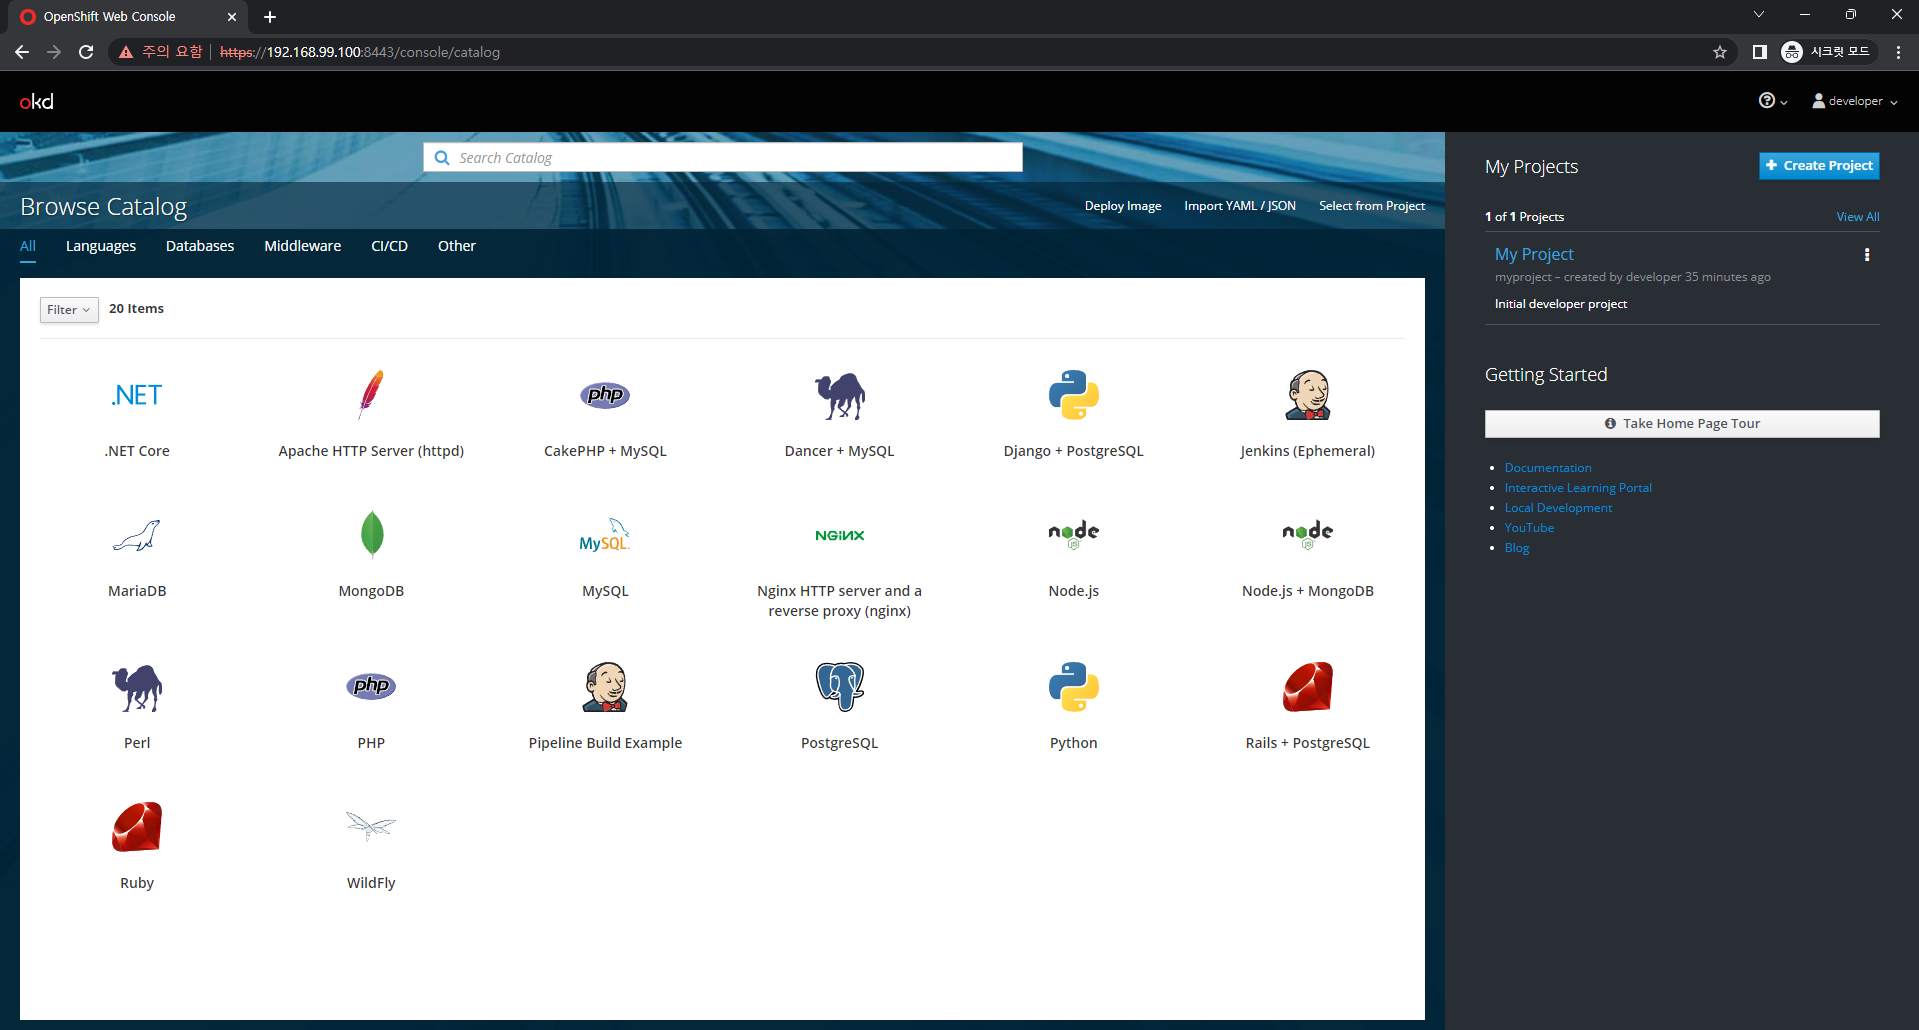 OpenShift Web Console
주의 요함
https://192.168.99.100:8443/console/catalog
시크릿 모드
okd
developer
Search Catalog
Browse Catalog
Deploy Image
Import YAML / JSON
Select from Project
All
Languages
Databases
Middleware
CI/CD
Other
Filter
20 Items
.NET
php
.NET Core
Apache HTTP Server (httpd)
CakePHP + MySQL
Dancer + MySQL
Django + PostgreSQL
Jenkins (Ephemeral)
MySQL
NGINX
node
JS
node
JS
MariaDB
MongoDB
MySQL
Nginx HTTP server and a
reverse proxy (nginx)
Node.js
Node.js + MongoDB
php
Perl
PHP
Pipeline Build Example
PostgreSQL
Python
Rails + PostgreSQL
Ruby
WildFly
My Projects
Create Project
1 of 1 Projects
View All
My Project
myproject – created by developer 35 minutes ago
Initial developer project
Getting Started
Take Home Page Tour
Documentation
Interactive Learning Portal
Local Development
YouTube
Blog